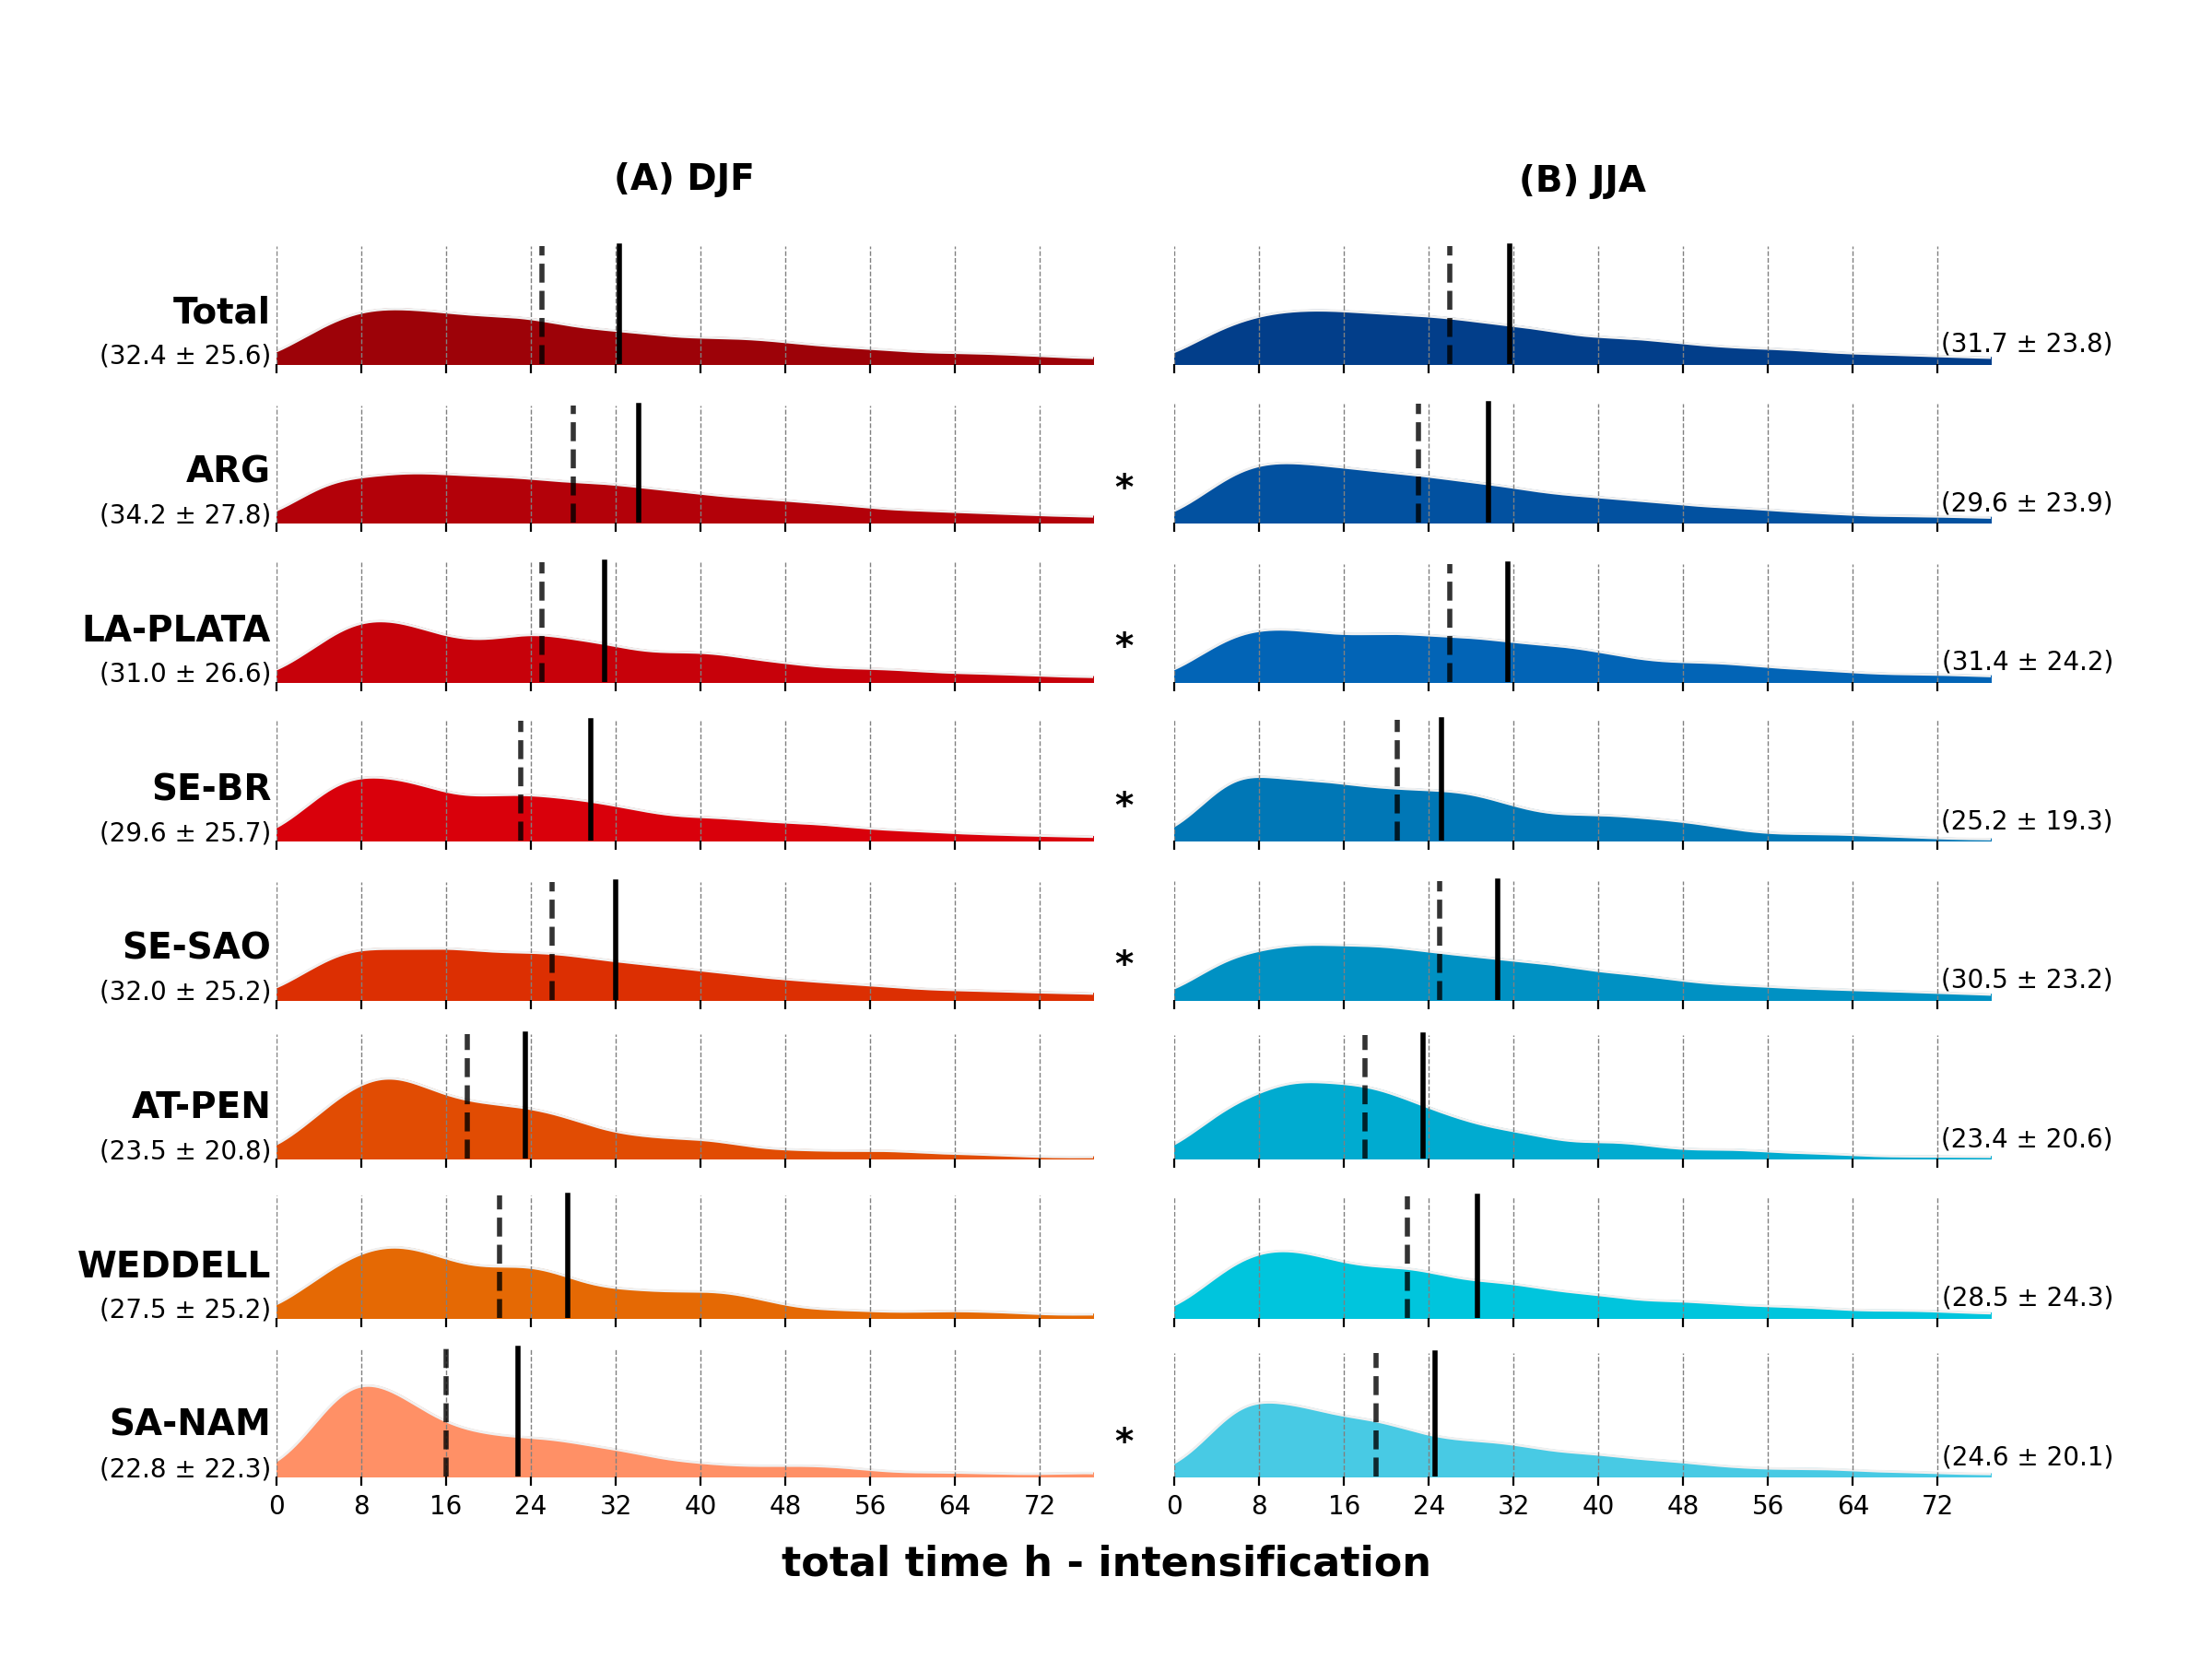 (A) DJF (B) JJA
Total
(32.4 ± 25.6) (31.7 ± 23.8)
ARG
* 
(34.2 ± 27.8) (29.6 ± 23.9)
LA-PLATA
*
(31.0 ± 26.6) (31.4 ± 24.2)
SE-BR
*
(29.6 ± 25.7) (25.2 ± 19.3)
SE-SAO
*
(32.0 ± 25.2) (30.5 ± 23.2)
AT-PEN
(23.5 ± 20.8) (23.4 ± 20.6)
WEDDELL
(27.5 ± 25.2) (28.5 ± 24.3)
SA-NAM
*
(22.8 ± 22.3) (24.6 ± 20.1)
0 8 16 24 32 40 48 56 64 72 0 8 16 24 32 40 48 56 64 72
total time h - intensification